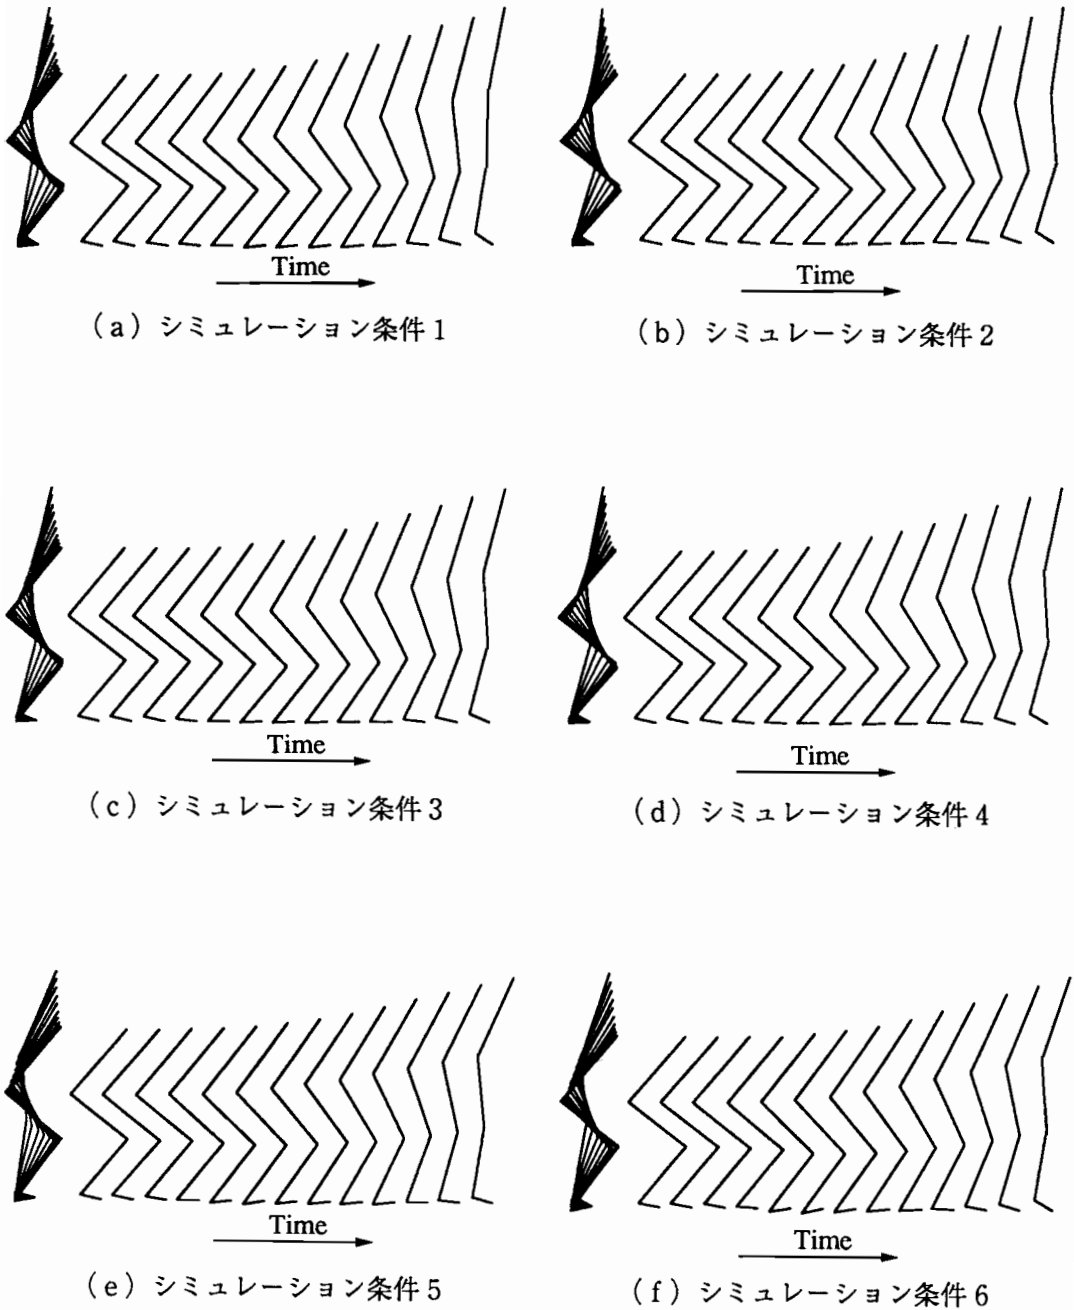 Time
Time
(a) シミュレーション条件1
(b) シミュレーション条件2
Time
Time
(c) シミュレーション条件3
(d) シミュレーション条件4
Time
Time
(e) シミュレーション条件5
(f) シミュレーション条件6